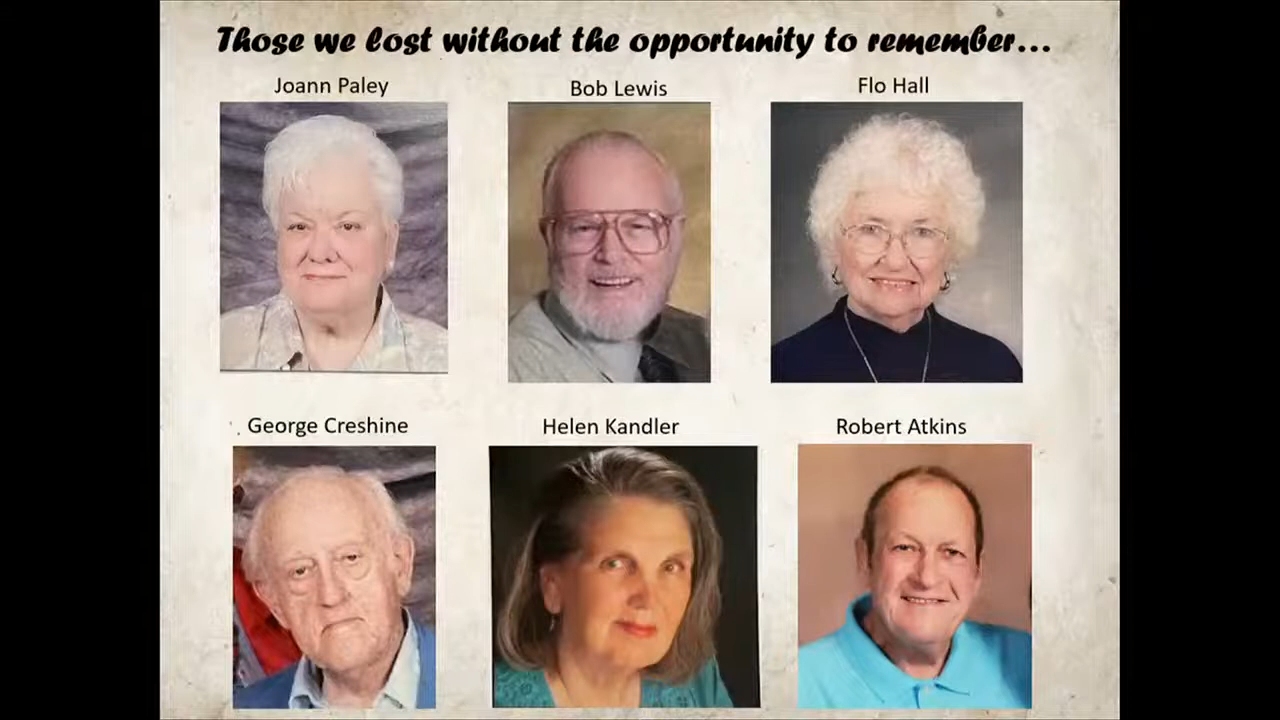 Those we lost without the opportunity to remember...
Joann Paley
Bob Lewis
Flo Hall
George Creshine
Helen Kandler
Robert Atkins